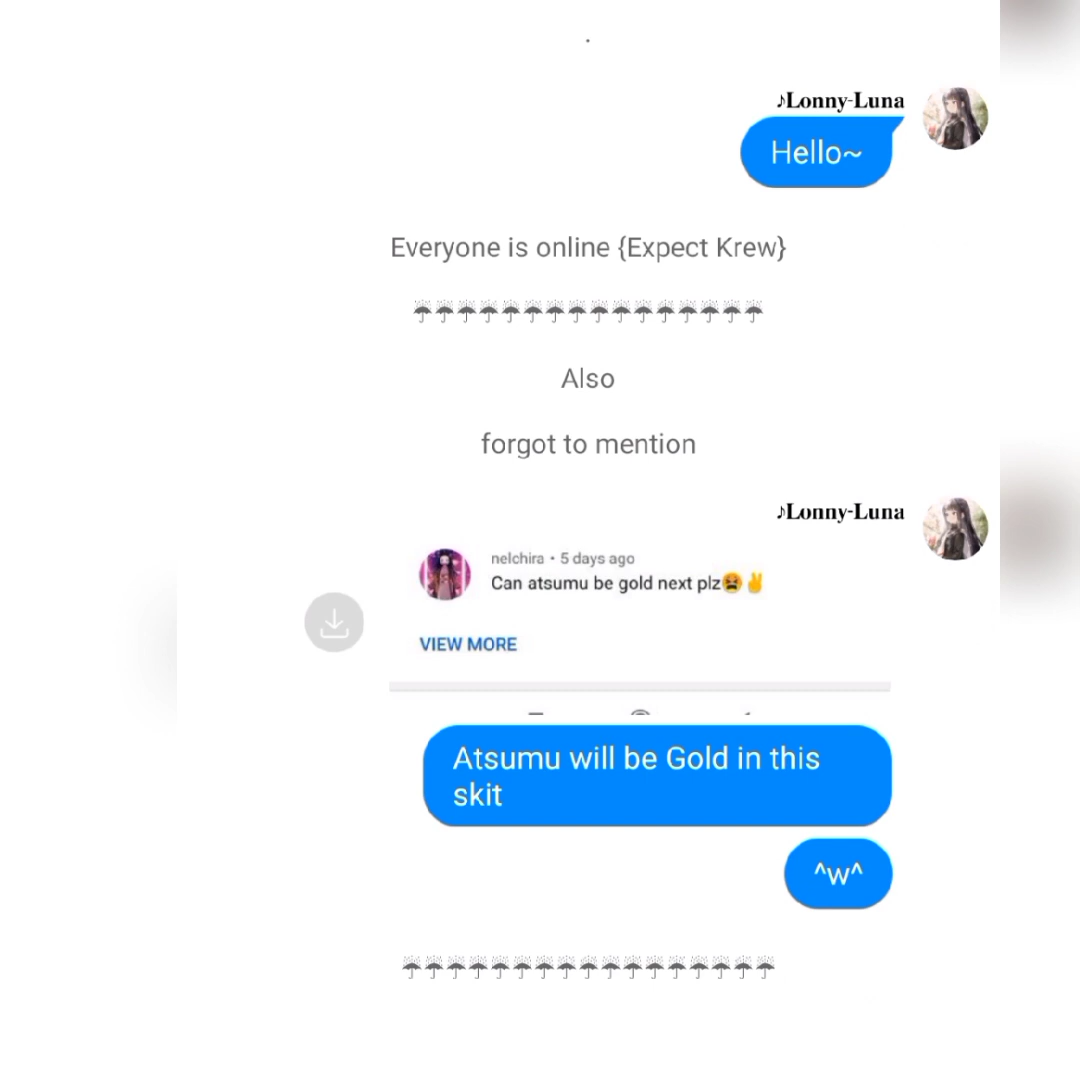 .
♪Lonny-Luna
Hello~
Everyone is online {Expect Krew}
☔☔☔☔☔☔☔☔☔☔☔☔☔☔☔☔
Also
forgot to mention
♪Lonny-Luna
nelchira • 5 days ago
Can atsumu be gold next plz😫✌️
VIEW MORE
Atsumu will be Gold in this
skit
^w^
☔☔☔☔☔☔☔☔☔☔☔☔☔☔☔☔☔